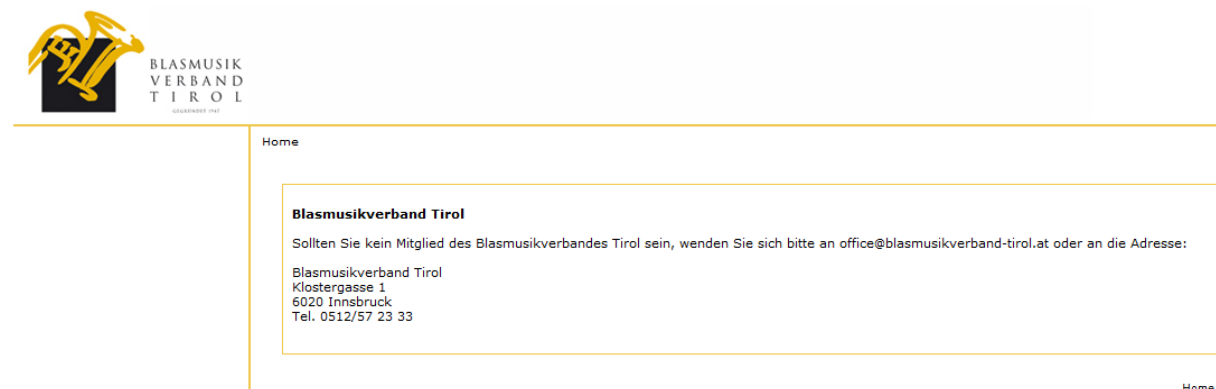 BLASMUSIK
VERBAND
TIROL
GEGRÜNDET 1947
Home
Blasmusikverband Tirol
Sollten Sie kein Mitglied des Blasmusikverbandes Tirol sein, wenden Sie sich bitte an office@blasmusikverband-tirol.at oder an die Adresse:
Blasmusikverband Tirol
Klostergasse 1
6020 Innsbruck
Tel. 0512/57 23 33
Home